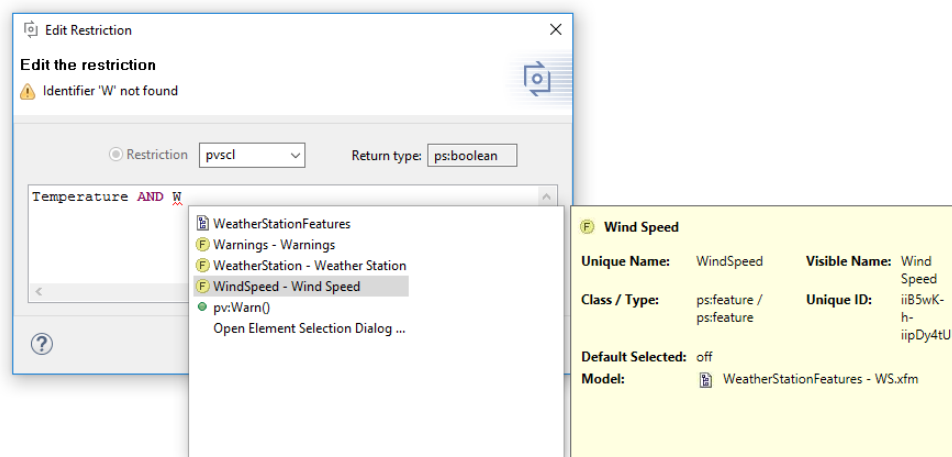 Edit Restriction
Edit the restriction
Identifier 'W' not found
Restriction pvscl Return type: ps:boolean
Temperature AND W
WeatherStationFeatures
F Warnings - Warnings
F WeatherStation - Weather Station
F WindSpeed - Wind Speed
pv:Warn()
Open Element Selection Dialog ...
?
F Wind Speed
Unique Name: WindSpeed Visible Name: Wind
Speed
Class / Type: ps:feature / Unique ID: iiB5wK-
ps:feature h-
iipDy4tU
Default Selected: off
Model: WeatherStationFeatures - WS.xfm